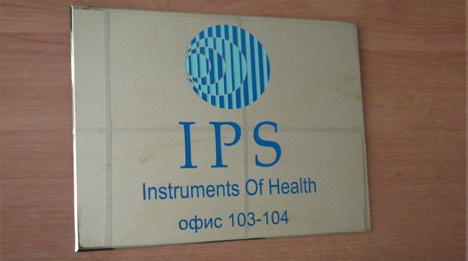 IPS
Instruments Of Health
офис 103-104